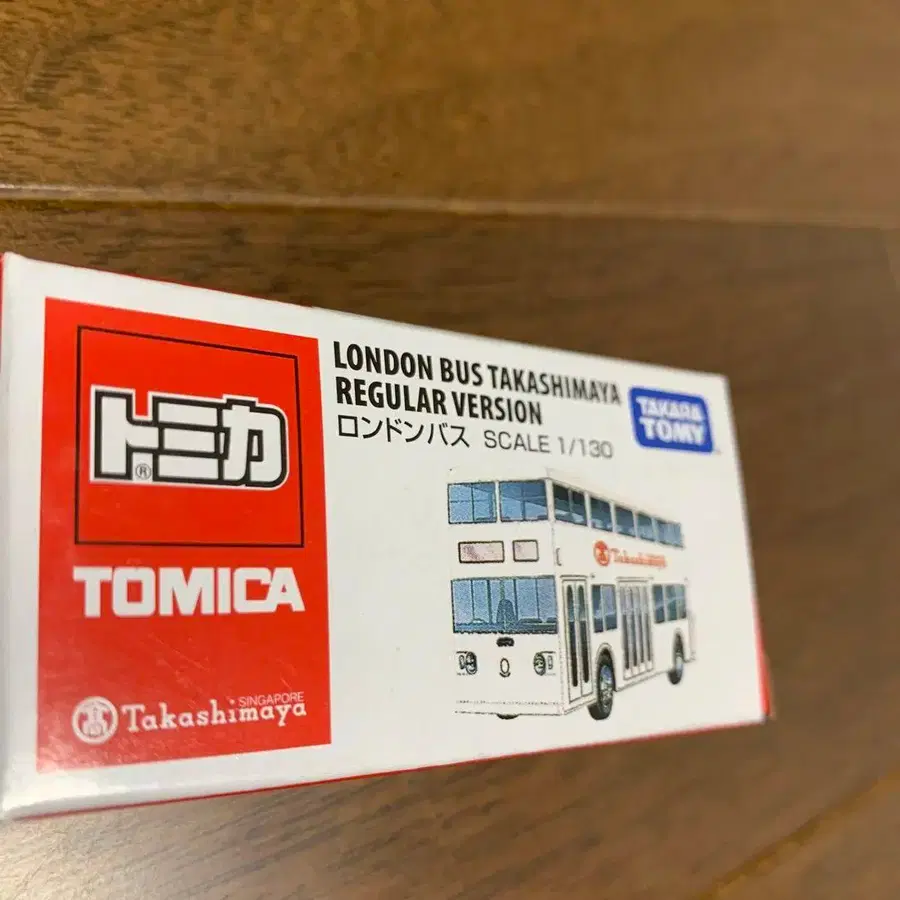 トミカ®
TOMICA
SINGAPORE
Takashimaya
LONDON BUS TAKASHIMAYA
REGULAR VERSION
ロンドンバス SCALE 1/130
TAKARA
TOMY
Takashimaya